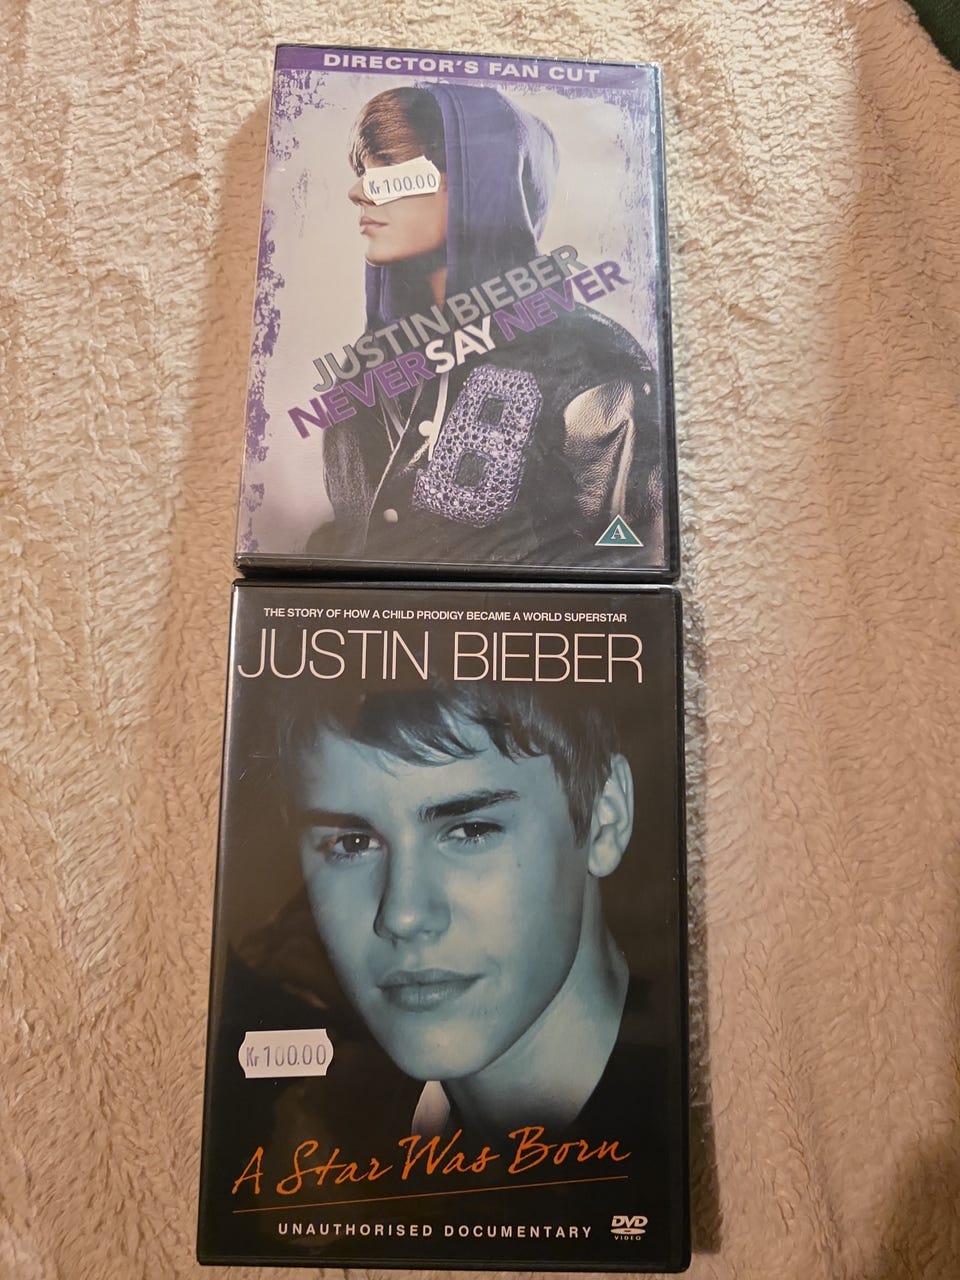 DIRECTOR'S FAN CUT
Kr 100.00
JUSTIN BIEBER
NEVER SAY NEVER
B
A
THE STORY OF HOW A CHILD PRODIGY BECAME A WORLD SUPERSTAR
JUSTIN BIEBER
Kr 100.00
A Star Was Born
UNAUTHORISED DOCUMENTARY
DVD
VIDEO